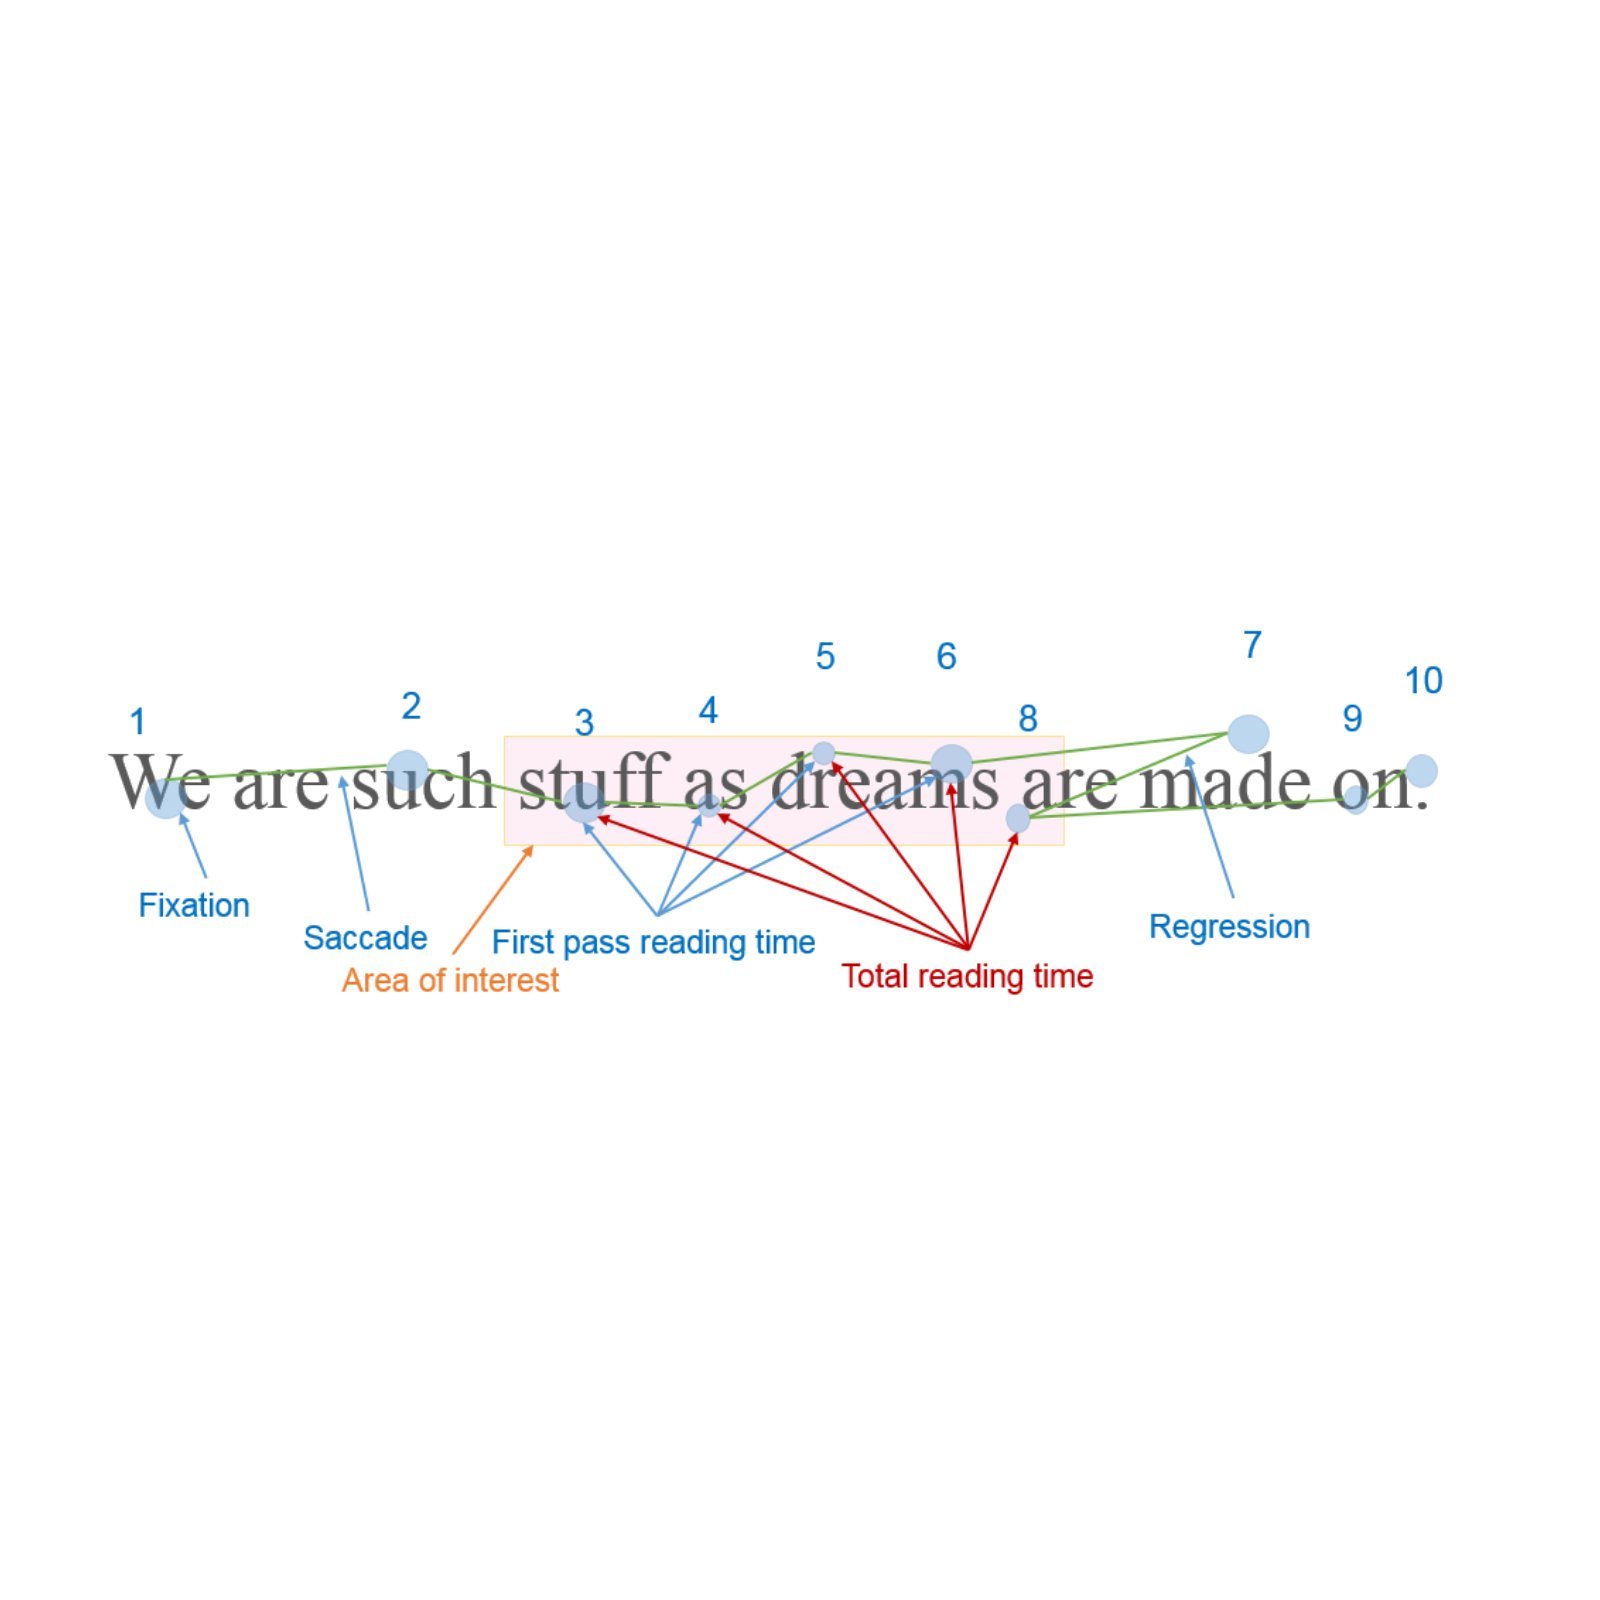 7
5 6
10
2
4
1 3 8 9
We are such stuff as dreams are made on.
Fixation
Regression
Saccade
First pass reading time
Total reading time
Area of interest